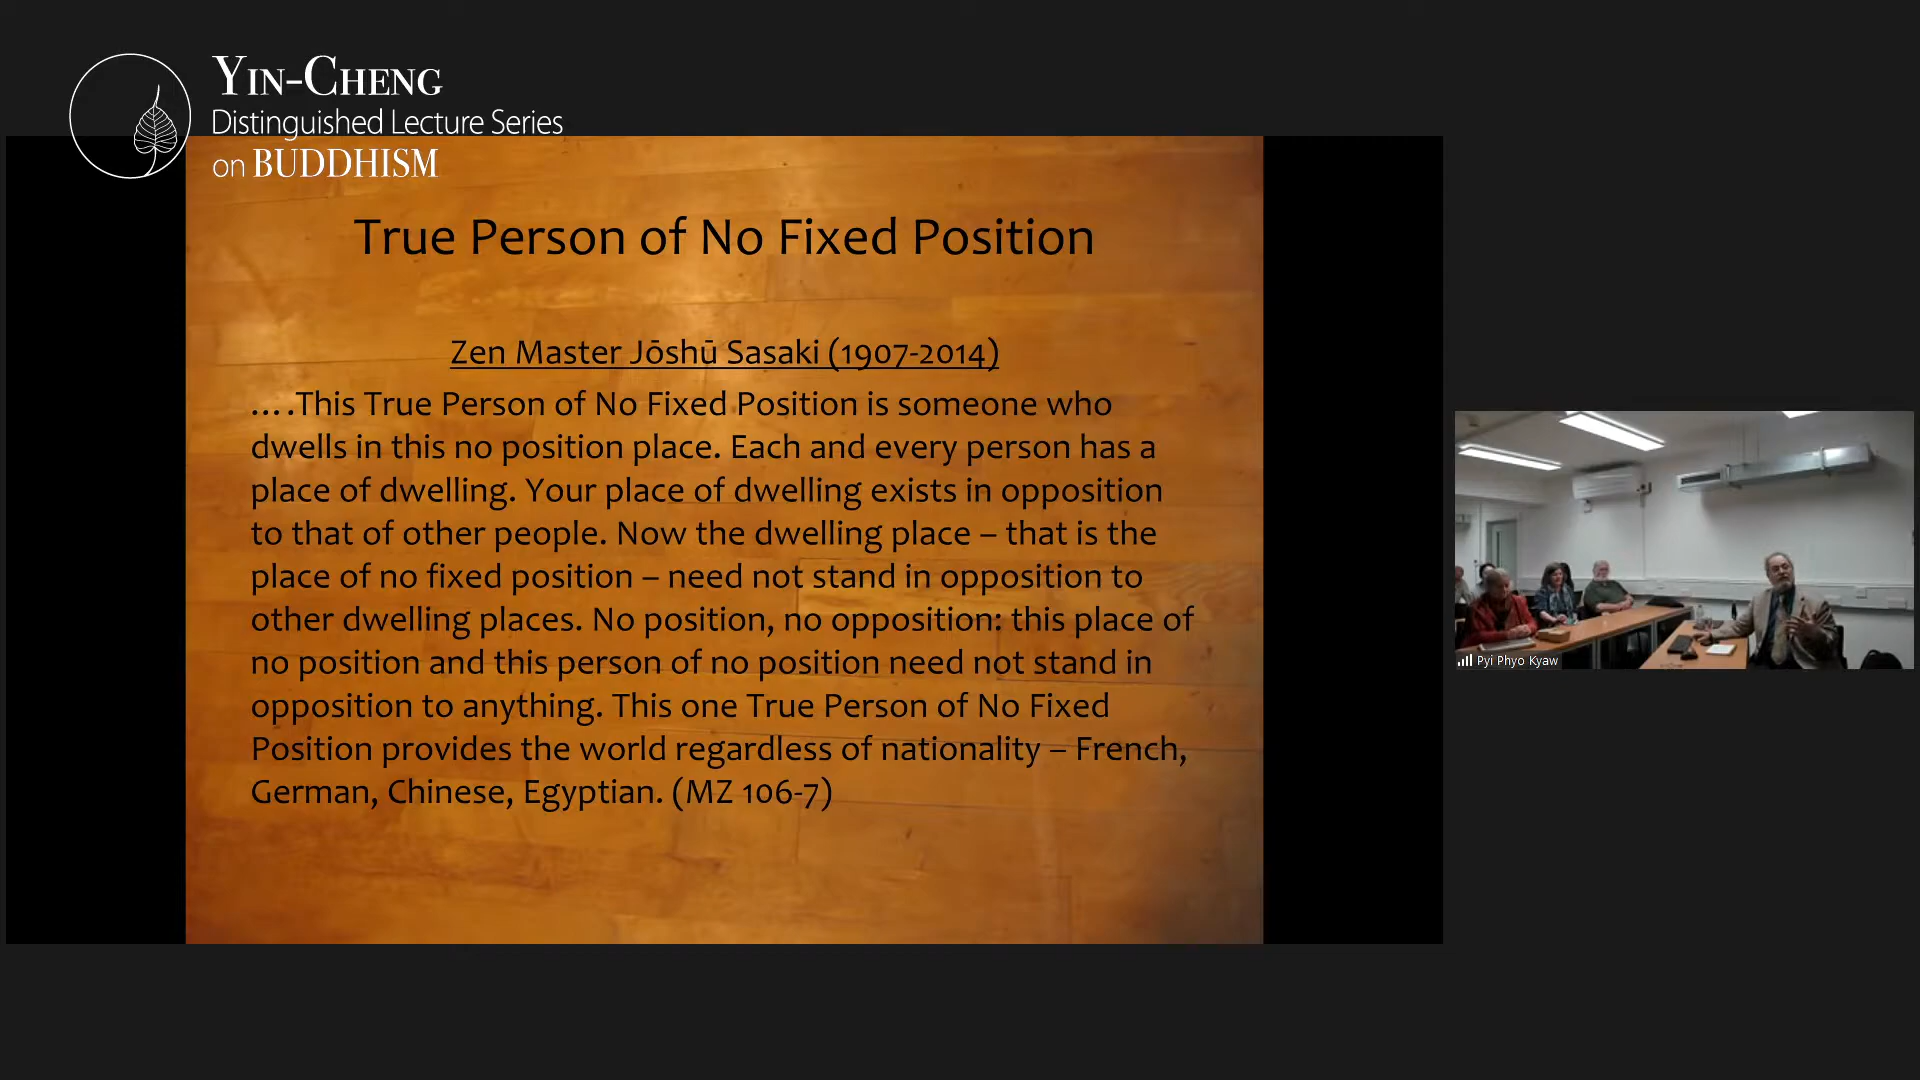 YIN-CHENG
Distinguished Lecture Series
on BUDDHISM
True Person of No Fixed Position
Zen Master Jōshū Sasaki (1907-2014)
….This True Person of No Fixed Position is someone who
dwells in this no position place. Each and every person has a
place of dwelling. Your place of dwelling exists in opposition
to that of other people. Now the dwelling place – that is the
place of no fixed position – need not stand in opposition to
other dwelling places. No position, no opposition: this place of
no position and this person of no position need not stand in
opposition to anything. This one True Person of No Fixed
Position provides the world regardless of nationality – French,
German, Chinese, Egyptian. (MZ 106-7)
Pyi Phyo Kyaw